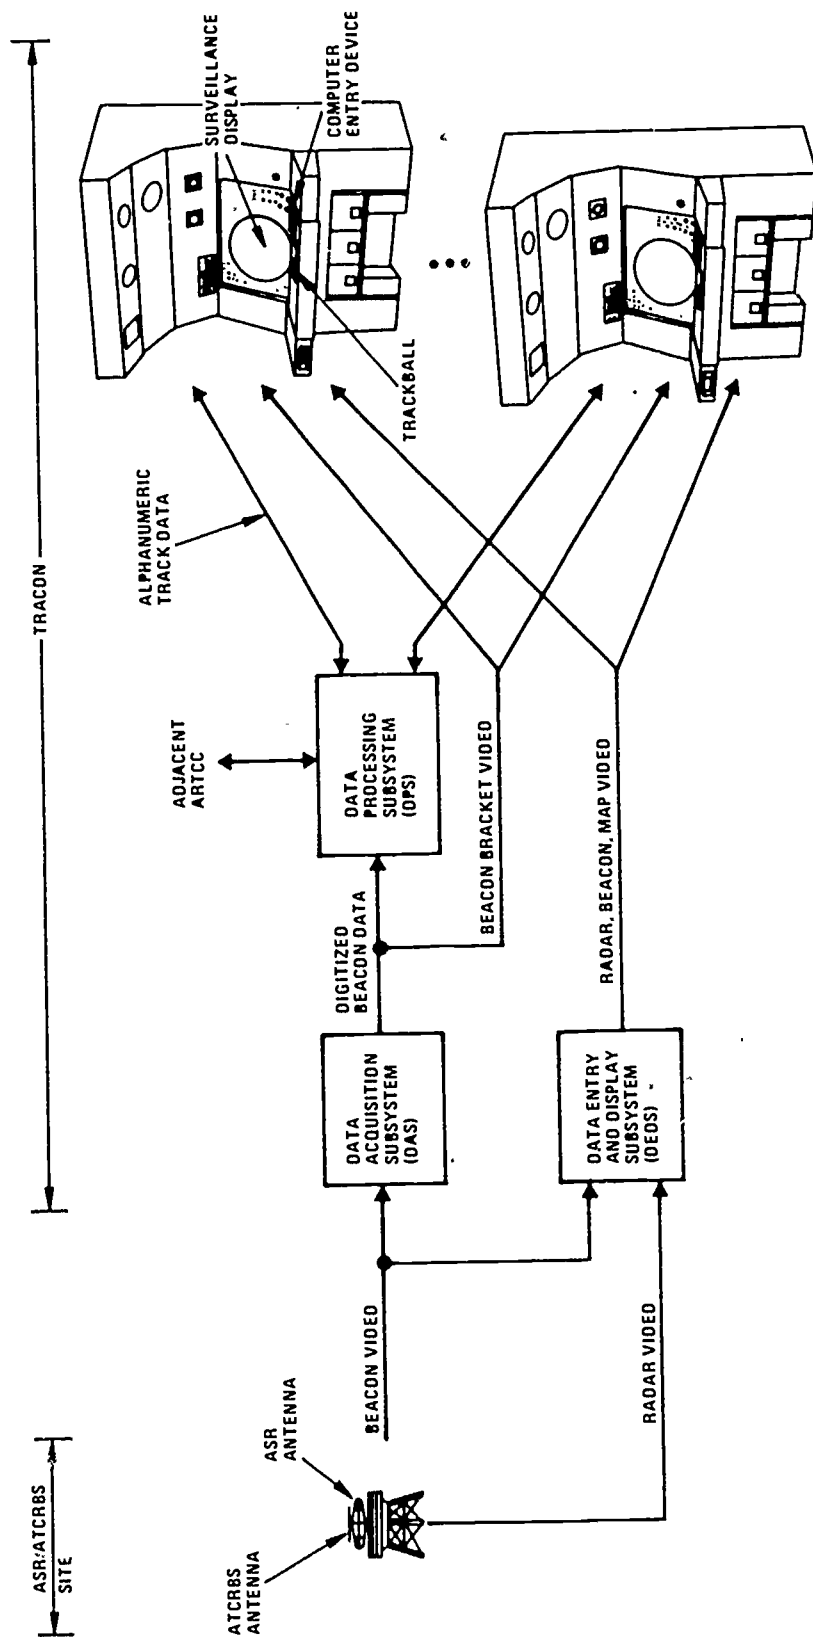 ASR/ATCRBS
SITE
TRACON
ATCRBS
ANTENNA
ASR
ANTENNA
BEACON VIDEO
RADAR VIDEO
DATA
ACQUISITION
SUBSYSTEM
(DAS)
DATA ENTRY
AND DISPLAY
SUBSYSTEM
(DEDS)
DIGITIZED
BEACON DATA
DATA
PROCESSING
SUBSYSTEM
(DPS)
ADJACENT
ARTCC
BEACON BRACKET VIDEO
RADAR, BEACON, MAP VIDEO
ALPHANUMERIC
TRACK DATA
TRACKBALL
SURVEILLANCE
DISPLAY
COMPUTER
ENTRY DEVICE